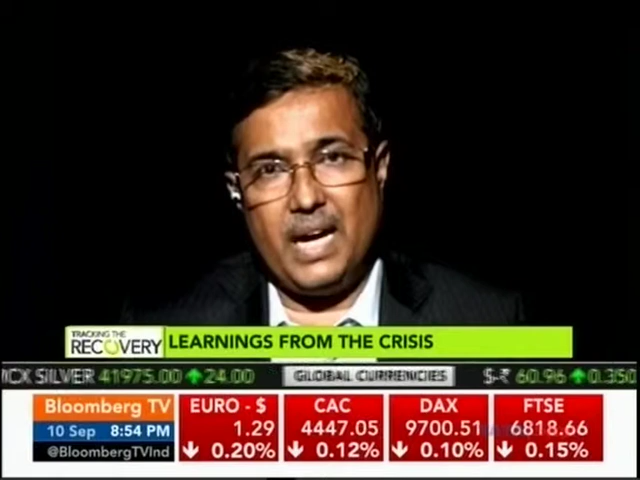 TRACKING THE
RECOVERY
LEARNINGS FROM THE CRISIS
MCX SILVER 41975.00 24.00 GLOBAL CURRENCIES $-₹ 60.96 0.350
Bloomberg TV
10 Sep 8:54 PM
@BloombergTVInd
EURO - $
1.29
0.20%
CAC
4447.05
0.12%
DAX
9700.51
0.10%
FTSE
6818.66
0.15%